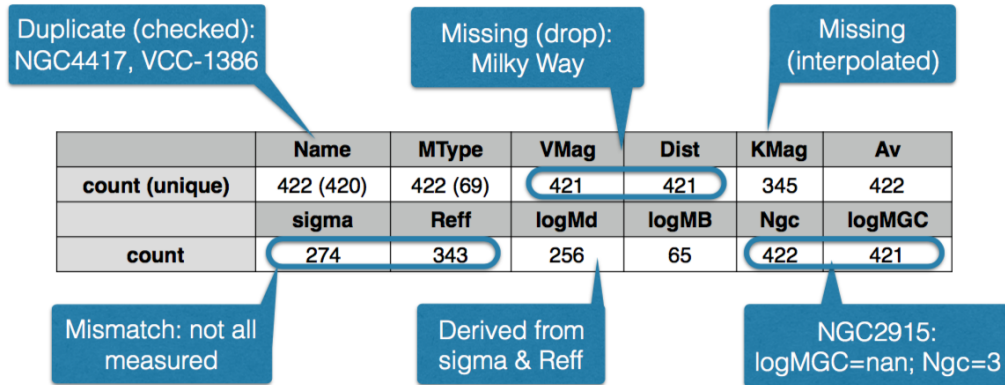 Duplicate (checked):
NGC4417, VCC-1386
Missing (drop):
Milky Way
Missing
(interpolated)
Name MType VMag Dist KMag Av
count (unique) 422 (420) 422 (69) 421 421 345 422
sigma Reff logMd logMB Ngc logMGC
count 274 343 256 65 422 421
Mismatch: not all
measured
Derived from
sigma & Reff
NGC2915:
logMGC=nan; Ngc=3